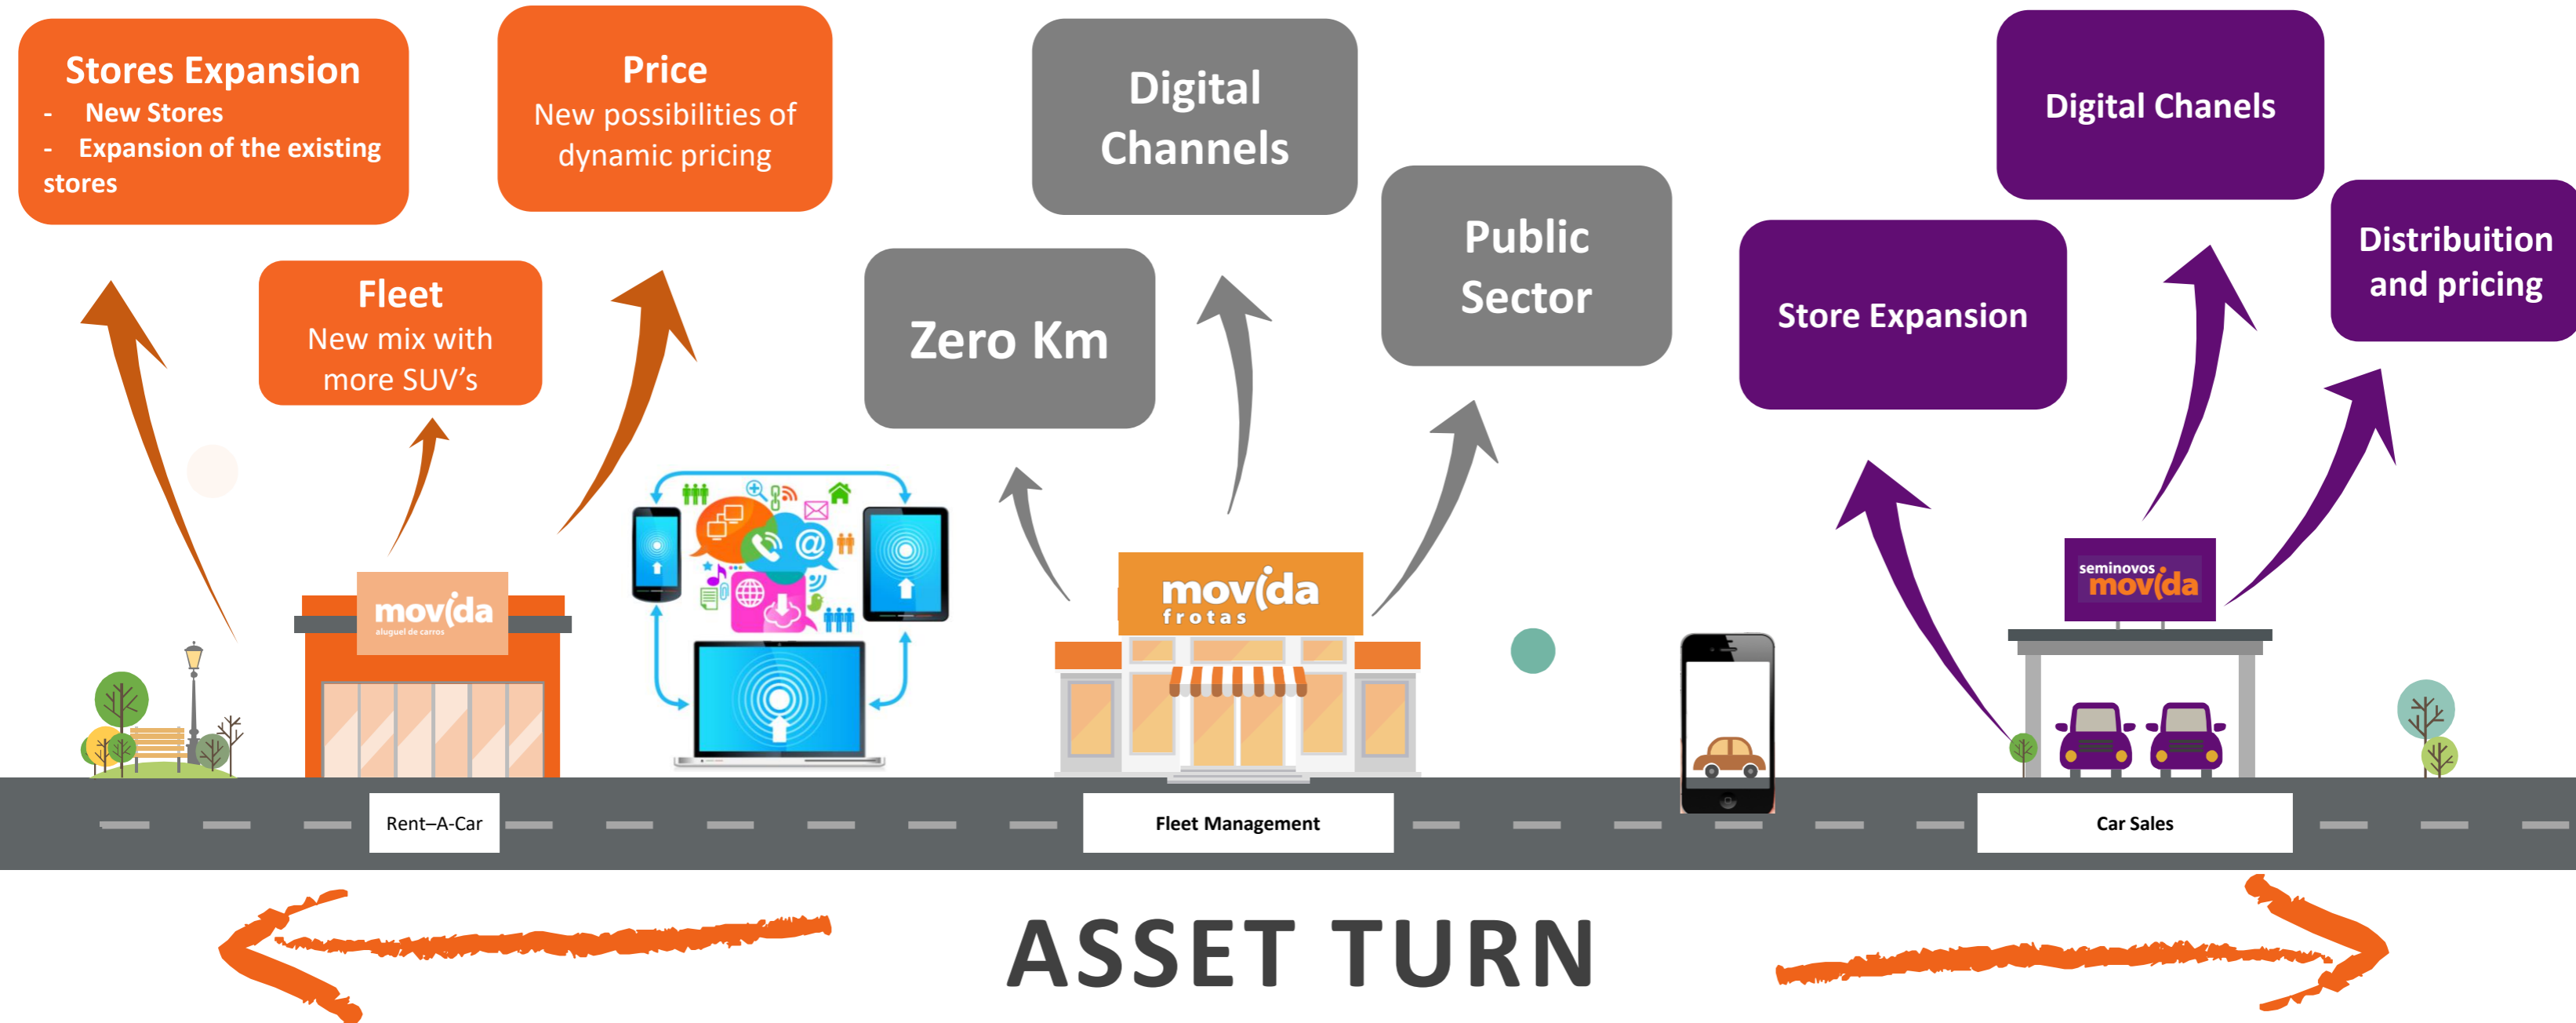 Stores Expansion
- New Stores
- Expansion of the existing
stores
Price
New possibilities of
dynamic pricing
Fleet
New mix with
more SUV's
Digital
Channels
Zero Km
Public
Sector
Digital Chanels
Store Expansion
Distribuition
and pricing
movida
aluguel de carros
movida
frotas
seminovos
movida
Rent–A-Car
Fleet Management
Car Sales
ASSET TURN